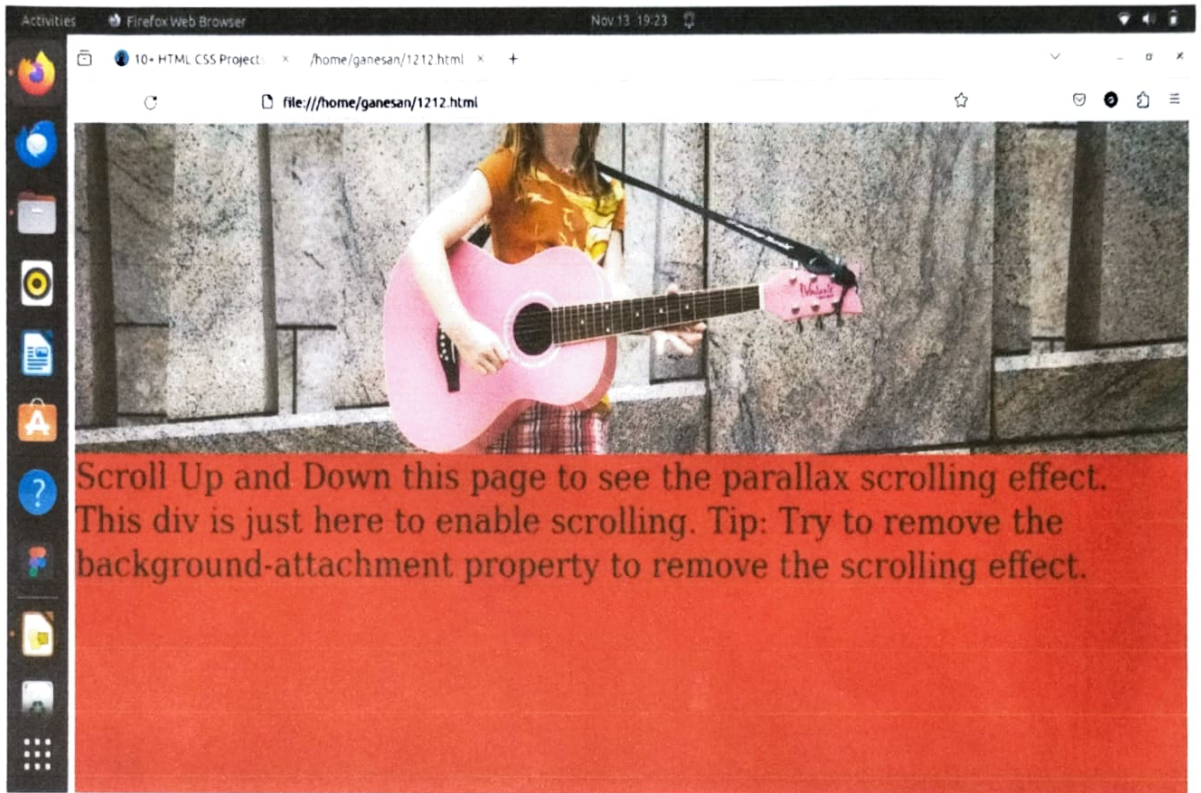 Activities Firefox Web Browser Nov 13 19:23
10+ HTML CSS Project × /home/ganesan/1212.html × +
file:///home/ganesan/1212.html
Scroll Up and Down this page to see the parallax scrolling effect.
This div is just here to enable scrolling. Tip: Try to remove the
background-attachment property to remove the scrolling effect.